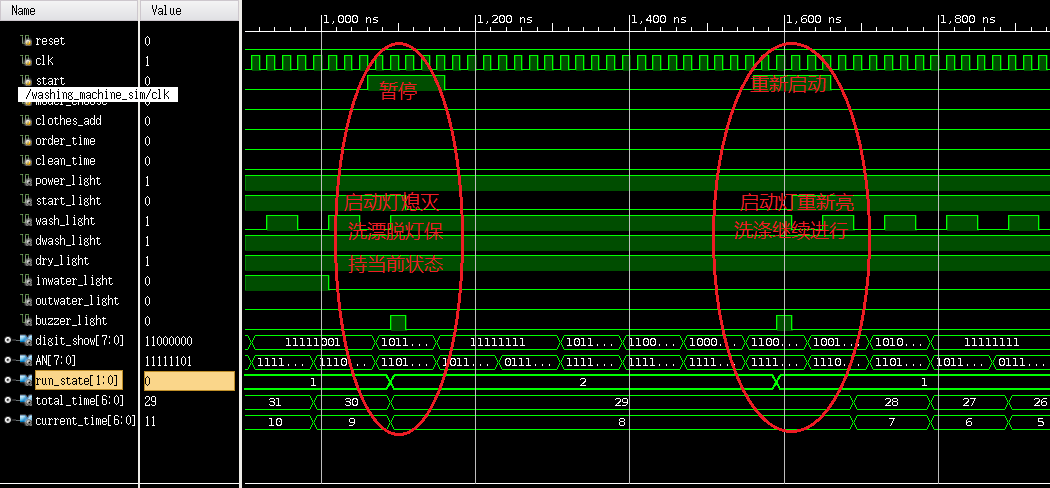 Name Value
1,000 ns 1,200 ns 1,400 ns 1,600 ns 1,800 ns
reset 0
clk 1
start 0 暂停 重新启动
/washing_machine_sim/clk
clothes_add 0
order_time 0
clean_time 0
power_light 1
start_light 0 启动灯熄灭 启动灯重新亮
wash_light 1 洗漂脱灯保 洗涤继续进行
dwash_light 1
dry_light 1 持当前状态
inwater_light 0
outwater_light 0
buzzer_light 0
digit_show[7:0] 11000000 11111001 1011... 11111111 1011... 1100... 1000... 1100... 1001... 1010... 11111111
AN[7:0] 11111101 1111... 1110... 1101... 1011... 0111... 1111... 1111... 1111... 1111... 1110... 1101... 1011... 0111...
run_state[1:0] 0 1 2 1
total_time[6:0] 29 31 30 29 28 27 26
current_time[6:0] 11 10 9 8 7 6 5